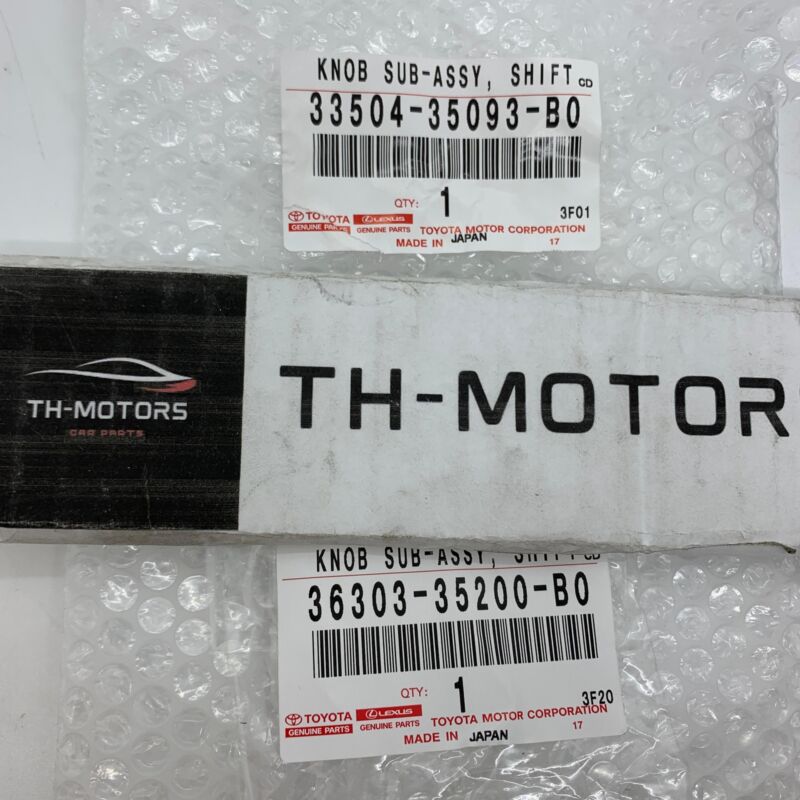 KNOB SUB-ASSY, SHIFT CD
33504-35093-B0
QTY: 1
3F01
TOYOTA LEXUS
GENUINE PARTS GENUINE PARTS TOYOTA MOTOR CORPORATION
MADE IN JAPAN 17
TH-MOTORS
CAR PARTS
TH-MOTORS
KNOB SUB-ASSY, SHIFT CD
36303-35200-B0
QTY: 1
3F20
TOYOTA LEXUS
GENUINE PARTS GENUINE PARTS TOYOTA MOTOR CORPORATION
MADE IN JAPAN 17